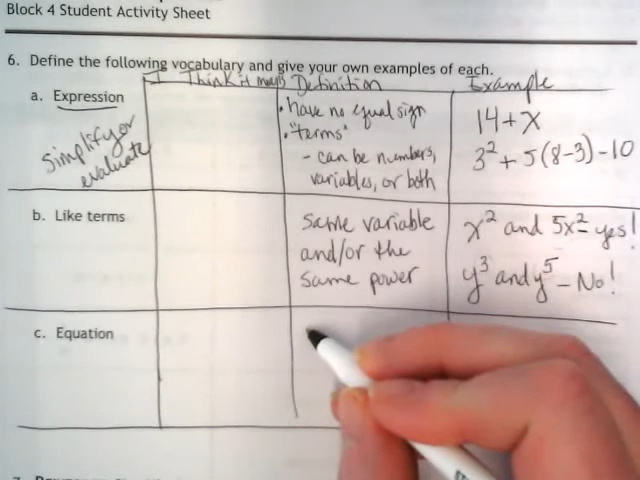 Block 4 Student Activity Sheet
6. Define the following vocabulary and give your own examples of each.
I Think it means Definition Example
a. Expression
simplify or
evaluate
• have no equal sign
• "terms"
- can be numbers,
variables, or both
14+x
3² + 5(8-3)-10
b. Like terms
same variable
and/or the
same power
x² and 5x² - yes!
y³ and y⁵ - No!
c. Equation